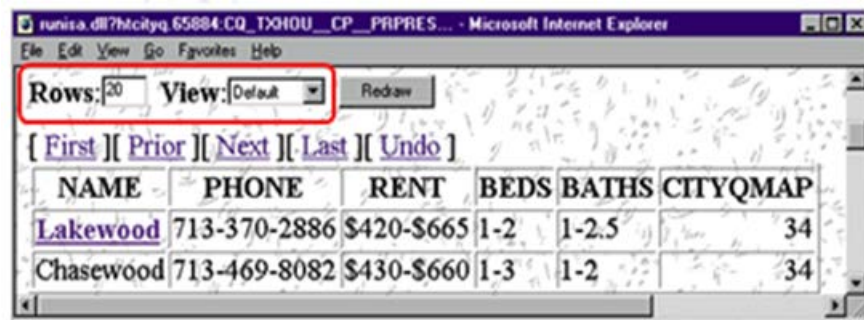 runisa.dll?htcityq.65884:CQ_TXHOU__CP__PRPRES... - Microsoft Internet Explorer
File Edit View Go Favorites Help
Rows: 20 View: Default Redraw
[ First ][ Prior ][ Next ][ Last ][ Undo ]
NAME PHONE RENT BEDS BATHS CITYQMAP
Lakewood 713-370-2886 $420-$665 1-2 1-2.5 34
Chasewood 713-469-8082 $430-$660 1-3 1-2 34